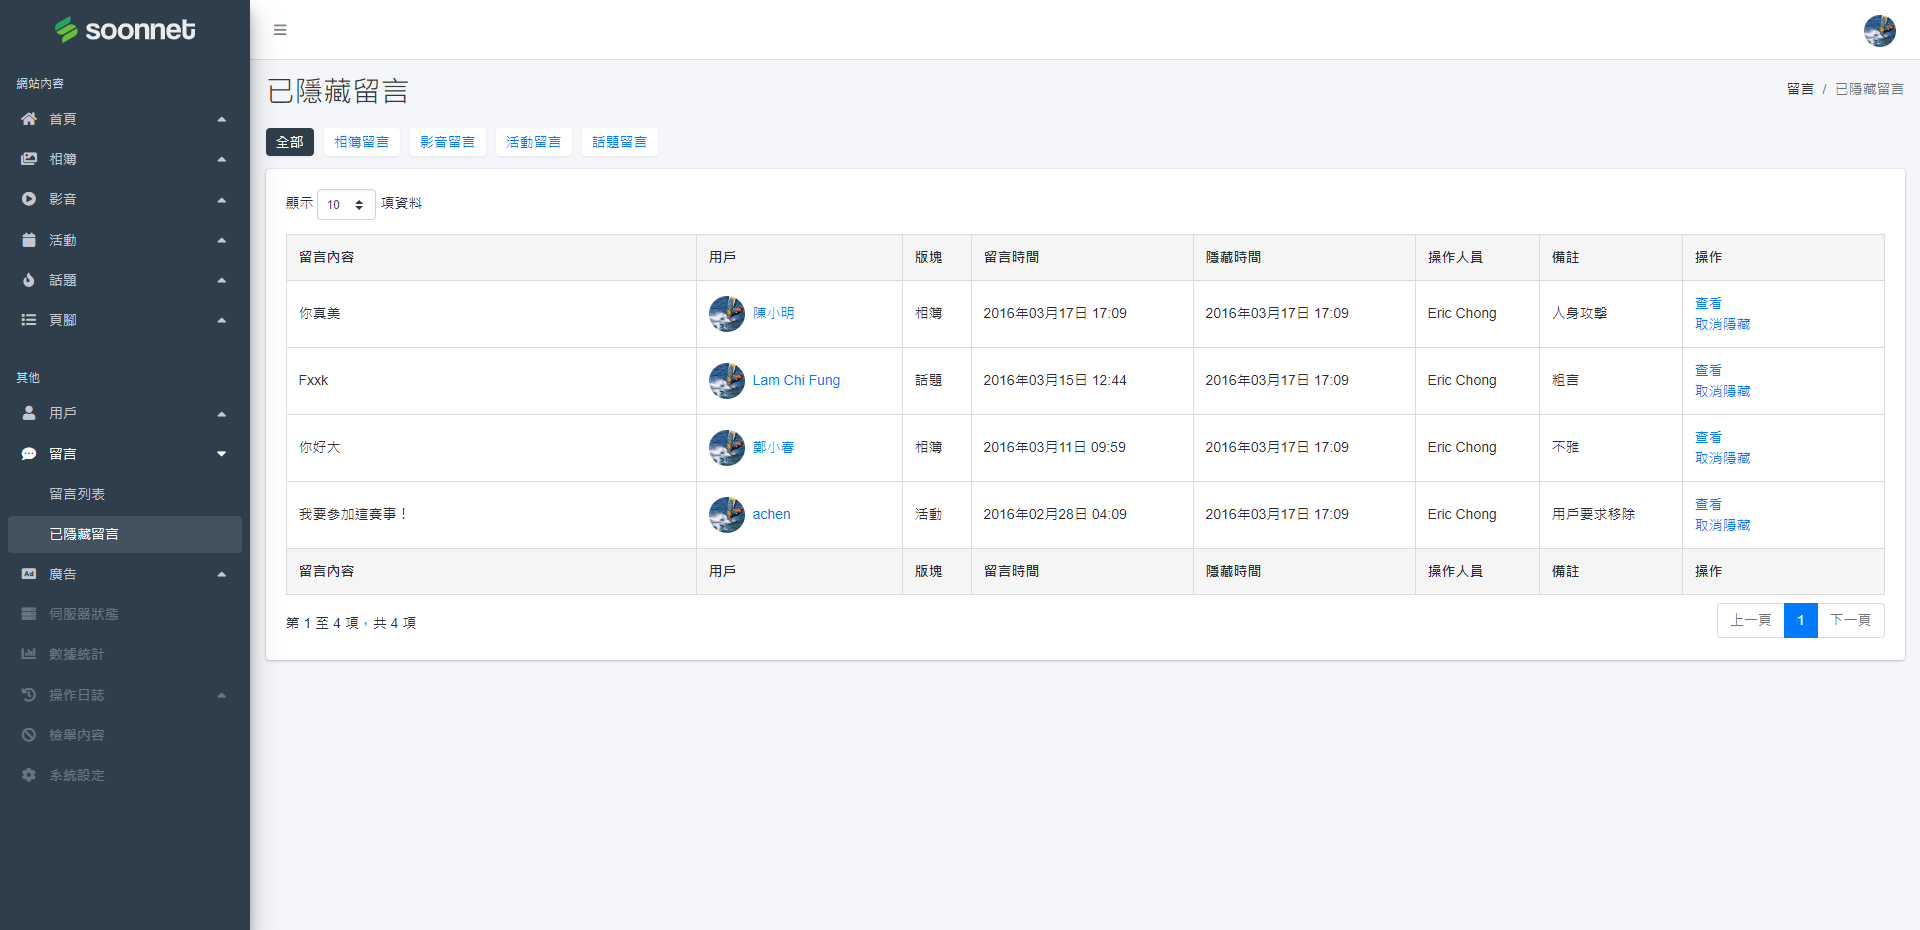 soonnet
網站內容
首頁
相簿
影音
活動
話題
頁腳
其他
用戶
留言
留言列表
已隱藏留言
廣告
伺服器狀態
數據統計
操作日誌
檢舉內容
系統設定
已隱藏留言
留言 / 已隱藏留言
全部 相簿留言 影音留言 活動留言 話題留言
顯示 10 項資料
留言內容 用戶 版塊 留言時間 隱藏時間 操作人員 備註 操作
你真美 陳小明 相簿 2016年03月17日 17:09 2016年03月17日 17:09 Eric Chong 人身攻擊 查看
取消隱藏
Fxxk Lam Chi Fung 話題 2016年03月15日 12:44 2016年03月17日 17:09 Eric Chong 粗言 查看
取消隱藏
你好大 鄭小春 相簿 2016年03月11日 09:59 2016年03月17日 17:09 Eric Chong 不雅 查看
取消隱藏
我要參加這賽事！ achen 活動 2016年02月28日 04:09 2016年03月17日 17:09 Eric Chong 用戶要求移除 查看
取消隱藏
留言內容 用戶 版塊 留言時間 隱藏時間 操作人員 備註 操作
第 1 至 4 項，共 4 項
上一頁 1 下一頁